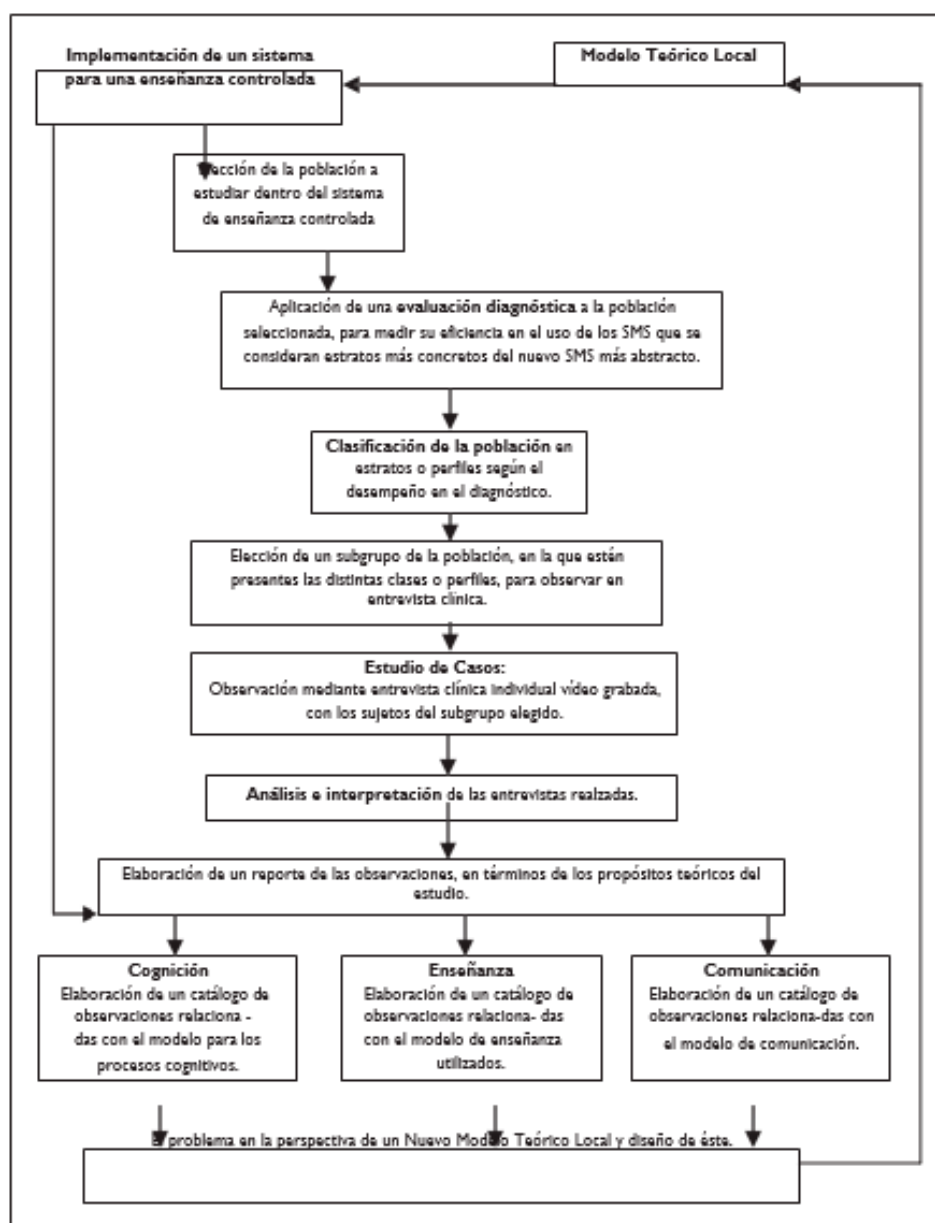 Implementación de un sistema
para una enseñanza controlada
Modelo Teórico Local
de la población a
estudiar dentro del sistema
de enseñanza controlada
Aplicación de una evaluación diagnóstica a la población
seleccionada, para medir su eficiencia en el uso de los SMS que se
consideran estratos más concretos del nuevo SMS más abstracto.
Clasificación de la población en
estratos o perfiles según el
desempeño en el diagnóstico.
Elección de un subgrupo de la población, en la que estén
presentes las distintas clases o perfiles, para observar en
entrevista clínica.
Estudio de Casos:
Observación mediante entrevista clínica individual vídeo grabada,
con los sujetos del subgrupo elegido.
Análisis e interpretación de las entrevistas realzadas.
Elaboración de un reporte de las observaciones, en términos de los propósitos teóricos del
estudio.
Cognición
Elaboración de un catálogo de
observaciones relaciona -
das con el modelo para los
procesos cognitivos.
Enseñanza
Elaboración de un catálogo de
observaciones relaciona- das
con el modelo de enseñanza
utilizados.
Comunicación
Elaboración de un catálogo de
observaciones relaciona-das con
el modelo de comunicación.
problema en la perspectiva de un Nuevo Modelo Teórico Local y diseño de éste.